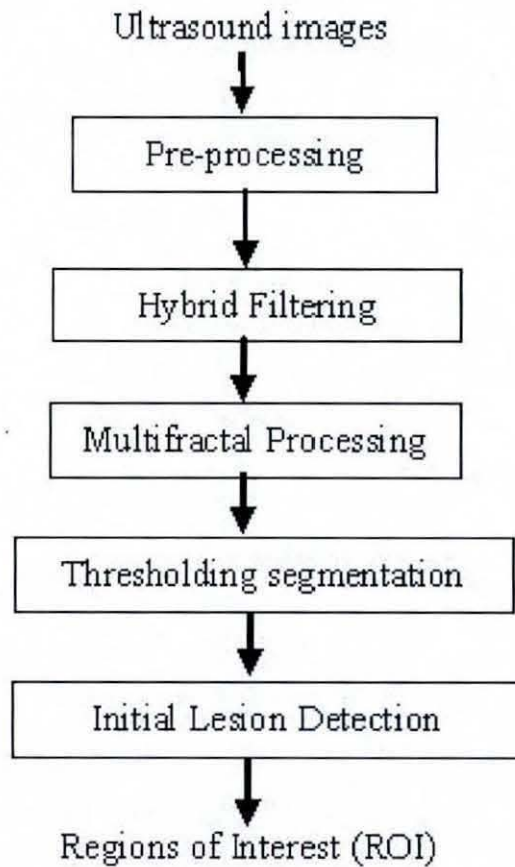 Ultrasound images
Pre-processing
Hybrid Filtering
Multifractal Processing
Thresholding segmentation
Initial Lesion Detection
Regions of Interest (ROI)